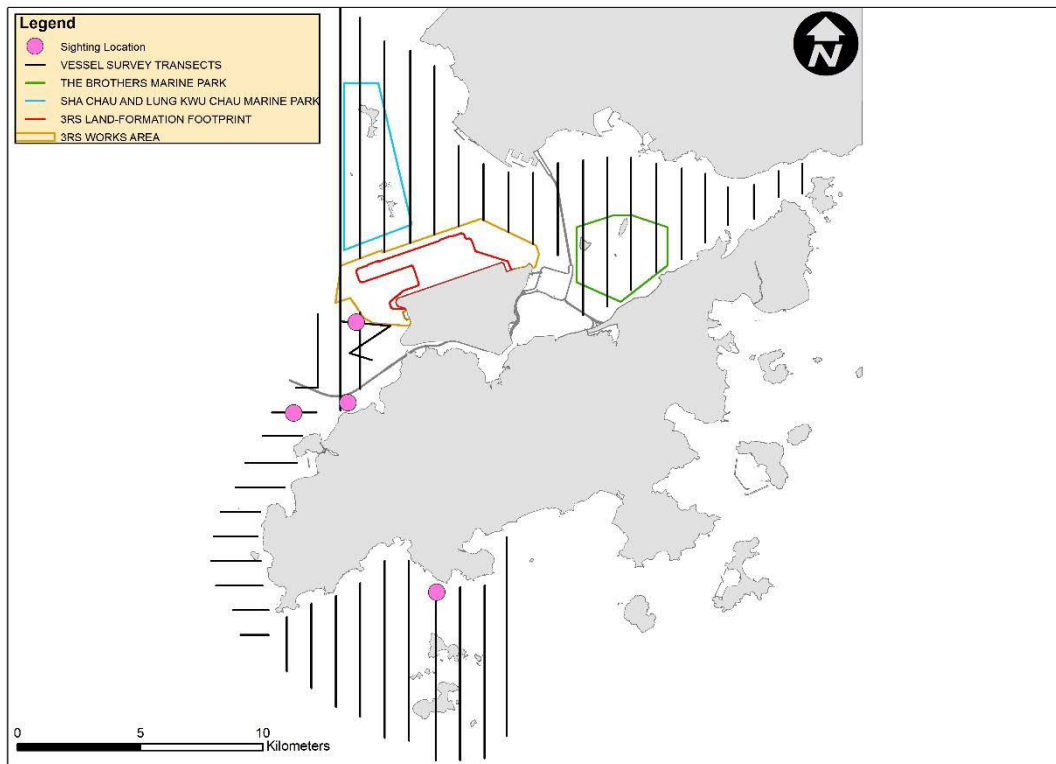 Legend
Sighting Location
VESSEL SURVEY TRANSECTS
THE BROTHERS MARINE PARK
SHA CHAU AND LUNG KWU CHAU MARINE PARK
3RS LAND-FORMATION FOOTPRINT
3RS WORKS AREA
N
0 5 10
Kilometers